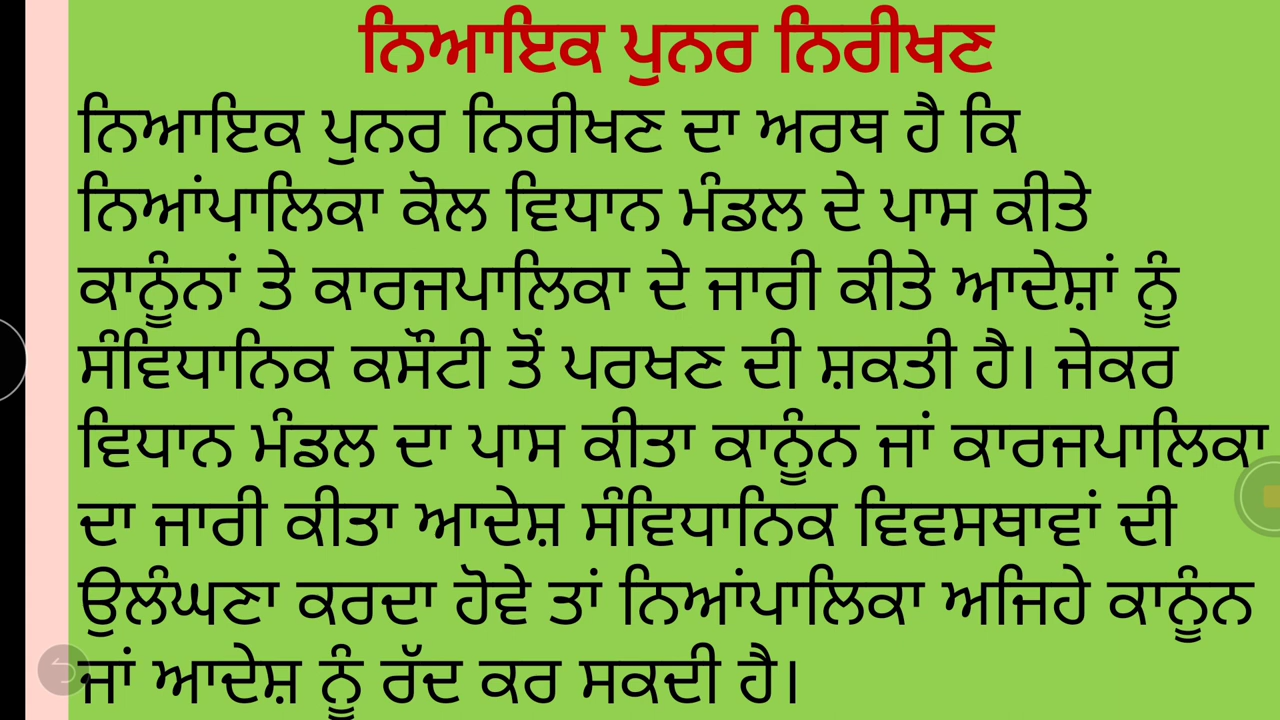 ਨਿਆਇਕ ਪੁਨਰ ਨਿਰੀਖਣ
ਨਿਆਇਕ ਪੁਨਰ ਨਿਰੀਖਣ ਦਾ ਅਰਥ ਹੈ ਕਿ
ਨਿਆਂਪਾਲਿਕਾ ਕੋਲ ਵਿਧਾਨ ਮੰਡਲ ਦੇ ਪਾਸ ਕੀਤੇ
ਕਾਨੂੰਨਾਂ ਤੇ ਕਾਰਜਪਾਲਿਕਾ ਦੇ ਜਾਰੀ ਕੀਤੇ ਆਦੇਸ਼ਾਂ ਨੂੰ
ਸੰਵਿਧਾਨਿਕ ਕਸੌਟੀ ਤੋਂ ਪਰਖਣ ਦੀ ਸ਼ਕਤੀ ਹੈ। ਜੇਕਰ
ਵਿਧਾਨ ਮੰਡਲ ਦਾ ਪਾਸ ਕੀਤਾ ਕਾਨੂੰਨ ਜਾਂ ਕਾਰਜਪਾਲਿਕਾ
ਦਾ ਜਾਰੀ ਕੀਤਾ ਆਦੇਸ਼ ਸੰਵਿਧਾਨਿਕ ਵਿਵਸਥਾਵਾਂ ਦੀ
ਉਲੰਘਣਾ ਕਰਦਾ ਹੋਵੇ ਤਾਂ ਨਿਆਂਪਾਲਿਕਾ ਅਜਿਹੇ ਕਾਨੂੰਨ
ਜਾਂ ਆਦੇਸ਼ ਨੂੰ ਰੱਦ ਕਰ ਸਕਦੀ ਹੈ।